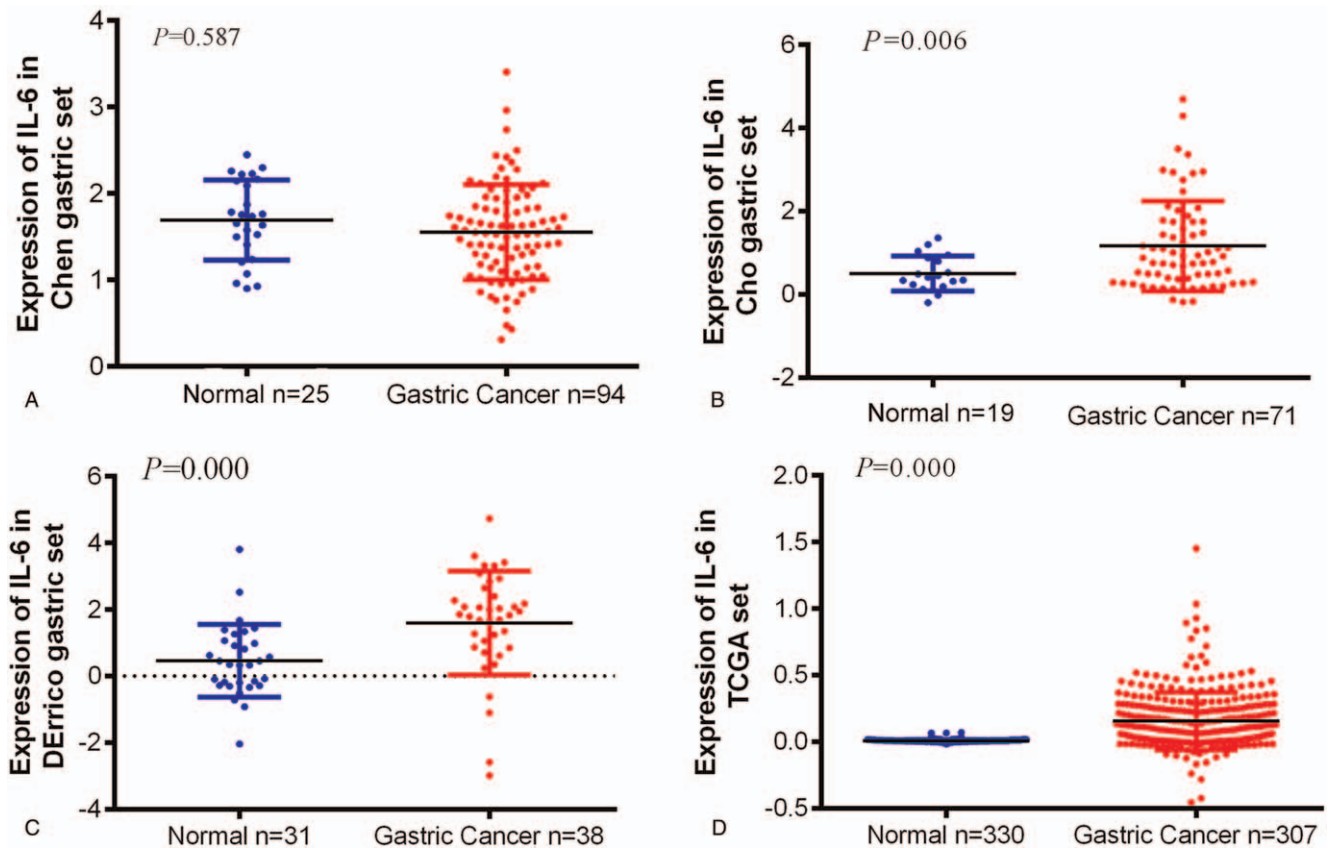 P=0.587
Expression of IL-6 in
Chen gastric set
4
3
2
1
0
Normal n=25
Gastric Cancer n=94
A
P=0.006
Expression of IL-6 in
Cho gastric set
6
4
2
0
-2
Normal n=19
Gastric Cancer n=71
B
P=0.000
Expression of IL-6 in
DErrico gastric set
6
4
2
0
-2
-4
Normal n=31
Gastric Cancer n=38
C
P=0.000
Expression of IL-6 in
TCGA set
2.0
1.5
1.0
0.5
0.0
-0.5
Normal n=330
Gastric Cancer n=307
D